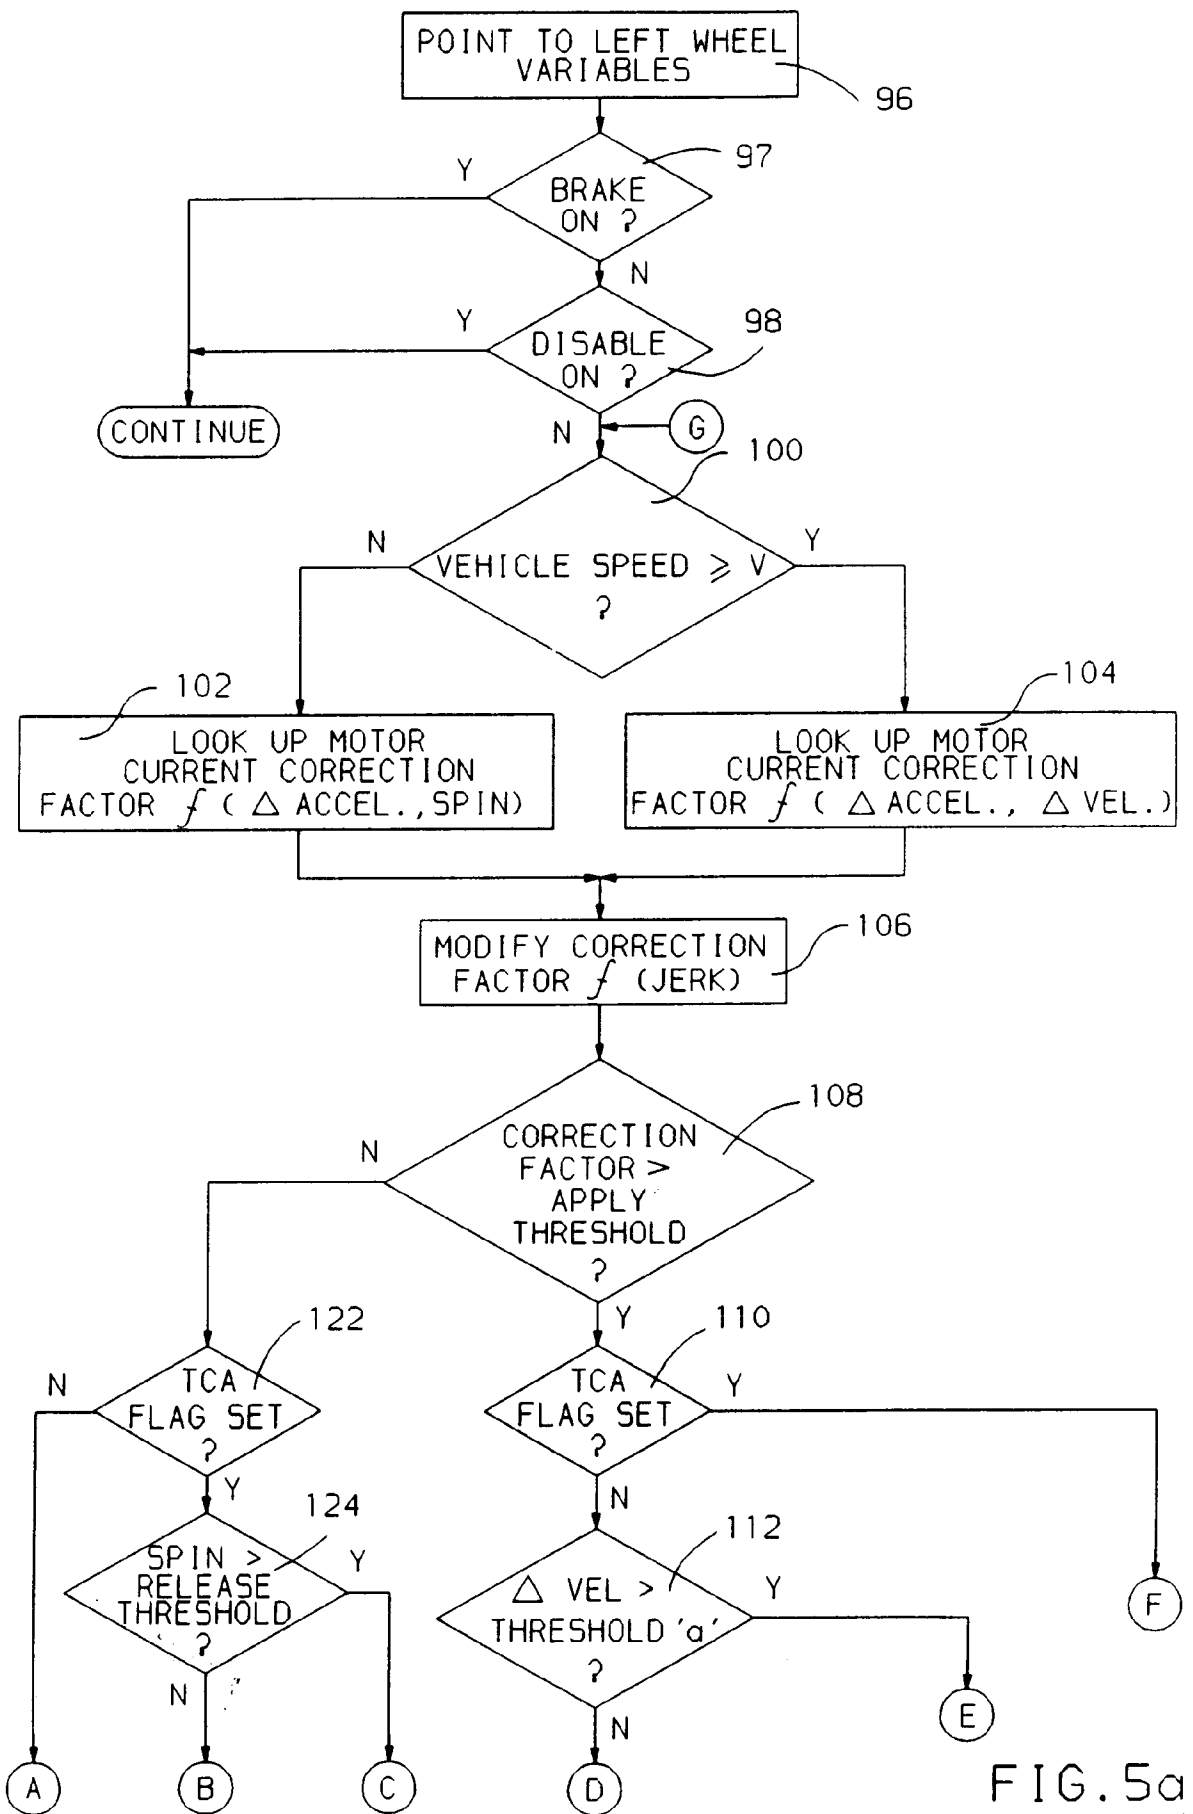 POINT TO LEFT WHEEL
VARIABLES
96
97
Y
BRAKE
ON ?
N
98
Y
DISABLE
ON ?
CONTINUE
N
G
100
N
Y
VEHICLE SPEED ⩾ V
?
102
104
LOOK UP MOTOR
CURRENT CORRECTION
FACTOR ƒ ( △ ACCEL., SPIN)
LOOK UP MOTOR
CURRENT CORRECTION
FACTOR ƒ ( △ ACCEL., △ VEL.)
106
MODIFY CORRECTION
FACTOR ƒ (JERK)
108
N
CORRECTION
FACTOR >
APPLY
THRESHOLD
?
Y
122
110
N
TCA
FLAG SET
?
Y
TCA
FLAG SET
?
Y
N
124
112
SPIN >
RELEASE
THRESHOLD
?
Y
N
△ VEL >
THRESHOLD 'a'
?
Y
N
F
E
A
B
C
D
FIG.5a